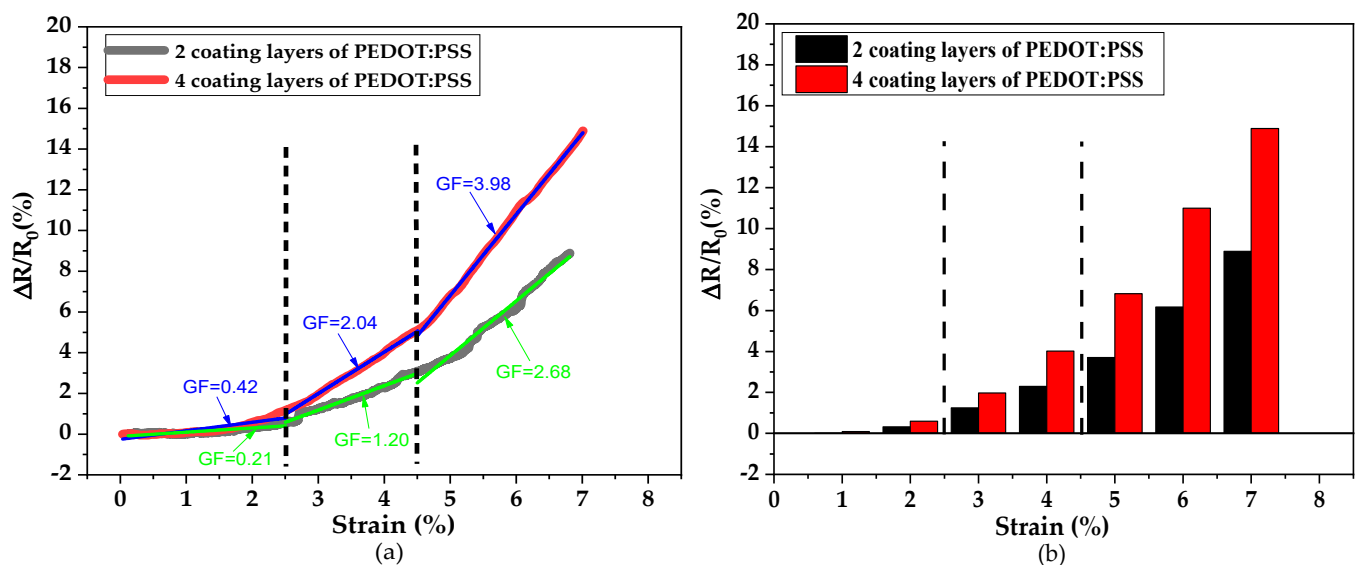 20
18
16
14
12
10
8
6
4
2
0
-2
ΔR/R0(%)
2 coating layers of PEDOT:PSS
4 coating layers of PEDOT:PSS
GF=3.98
GF=2.04
GF=0.42
GF=2.68
GF=1.20
GF=0.21
0 1 2 3 4 5 6 7 8
Strain (%)
(a)
20
18
16
14
12
10
8
6
4
2
0
-2
ΔR/R0(%)
2 coating layers of PEDOT:PSS
4 coating layers of PEDOT:PSS
0 1 2 3 4 5 6 7 8
Strain (%)
(b)